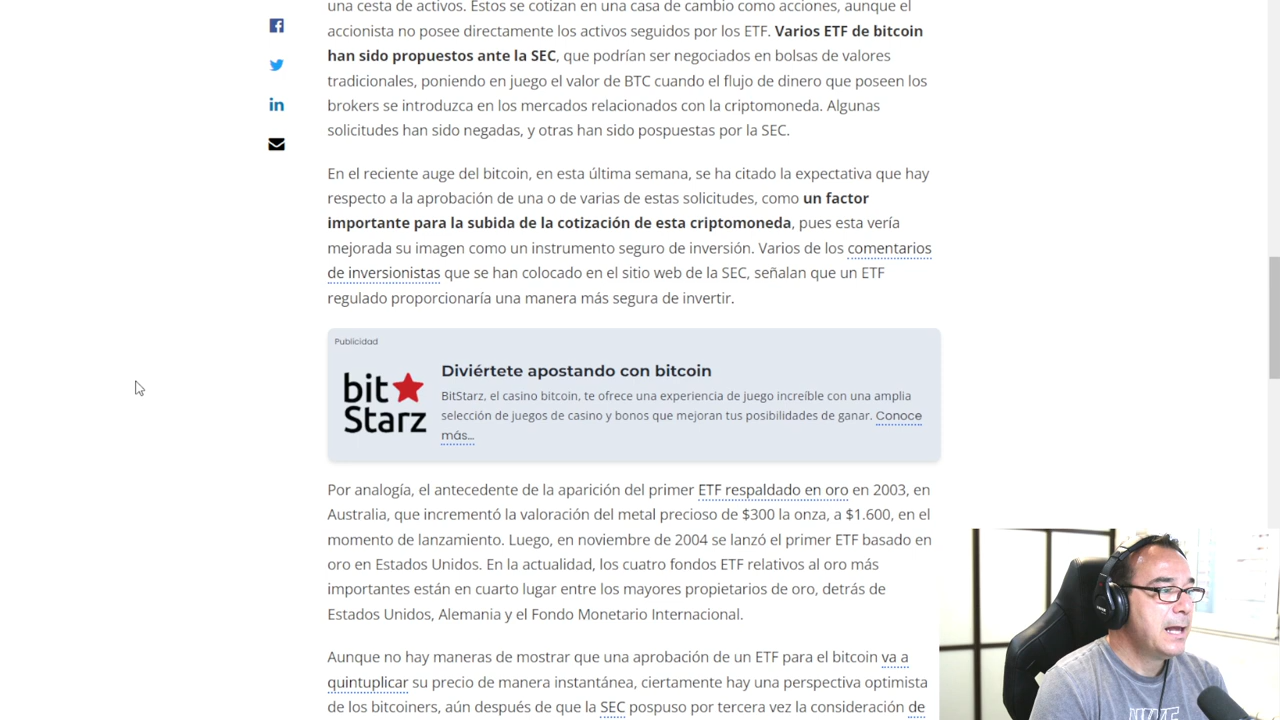 una cesta de activos. Estos se cotizan en una casa de cambio como acciones, aunque el
accionista no posee directamente los activos seguidos por los ETF. Varios ETF de bitcoin
han sido propuestos ante la SEC, que podrían ser negociados en bolsas de valores
tradicionales, poniendo en juego el valor de BTC cuando el flujo de dinero que poseen los
brokers se introduzca en los mercados relacionados con la criptomoneda. Algunas
solicitudes han sido negadas, y otras han sido pospuestas por la SEC.
En el reciente auge del bitcoin, en esta última semana, se ha citado la expectativa que hay
respecto a la aprobación de una o de varias de estas solicitudes, como un factor
importante para la subida de la cotización de esta criptomoneda, pues esta vería
mejorada su imagen como un instrumento seguro de inversión. Varios de los comentarios
de inversionistas que se han colocado en el sitio web de la SEC, señalan que un ETF
regulado proporcionaría una manera más segura de invertir.
Publicidad
bit Starz
Diviértete apostando con bitcoin
BitStarz, el casino bitcoin, te ofrece una experiencia de juego increíble con una amplia
selección de juegos de casino y bonos que mejoran tus posibilidades de ganar. Conoce
más...
Por analogía, el antecedente de la aparición del primer ETF respaldado en oro en 2003, en
Australia, que incrementó la valoración del metal precioso de $300 la onza, a $1.600, en el
momento de lanzamiento. Luego, en noviembre de 2004 se lanzó el primer ETF basado en
oro en Estados Unidos. En la actualidad, los cuatro fondos ETF relativos al oro más
importantes están en cuarto lugar entre los mayores propietarios de oro, detrás de
Estados Unidos, Alemania y el Fondo Monetario Internacional.
Aunque no hay maneras de mostrar que una aprobación de un ETF para el bitcoin va a
quintuplicar su precio de manera instantánea, ciertamente hay una perspectiva optimista
de los bitcoiners, aún después de que la SEC pospuso por tercera vez la consideración de